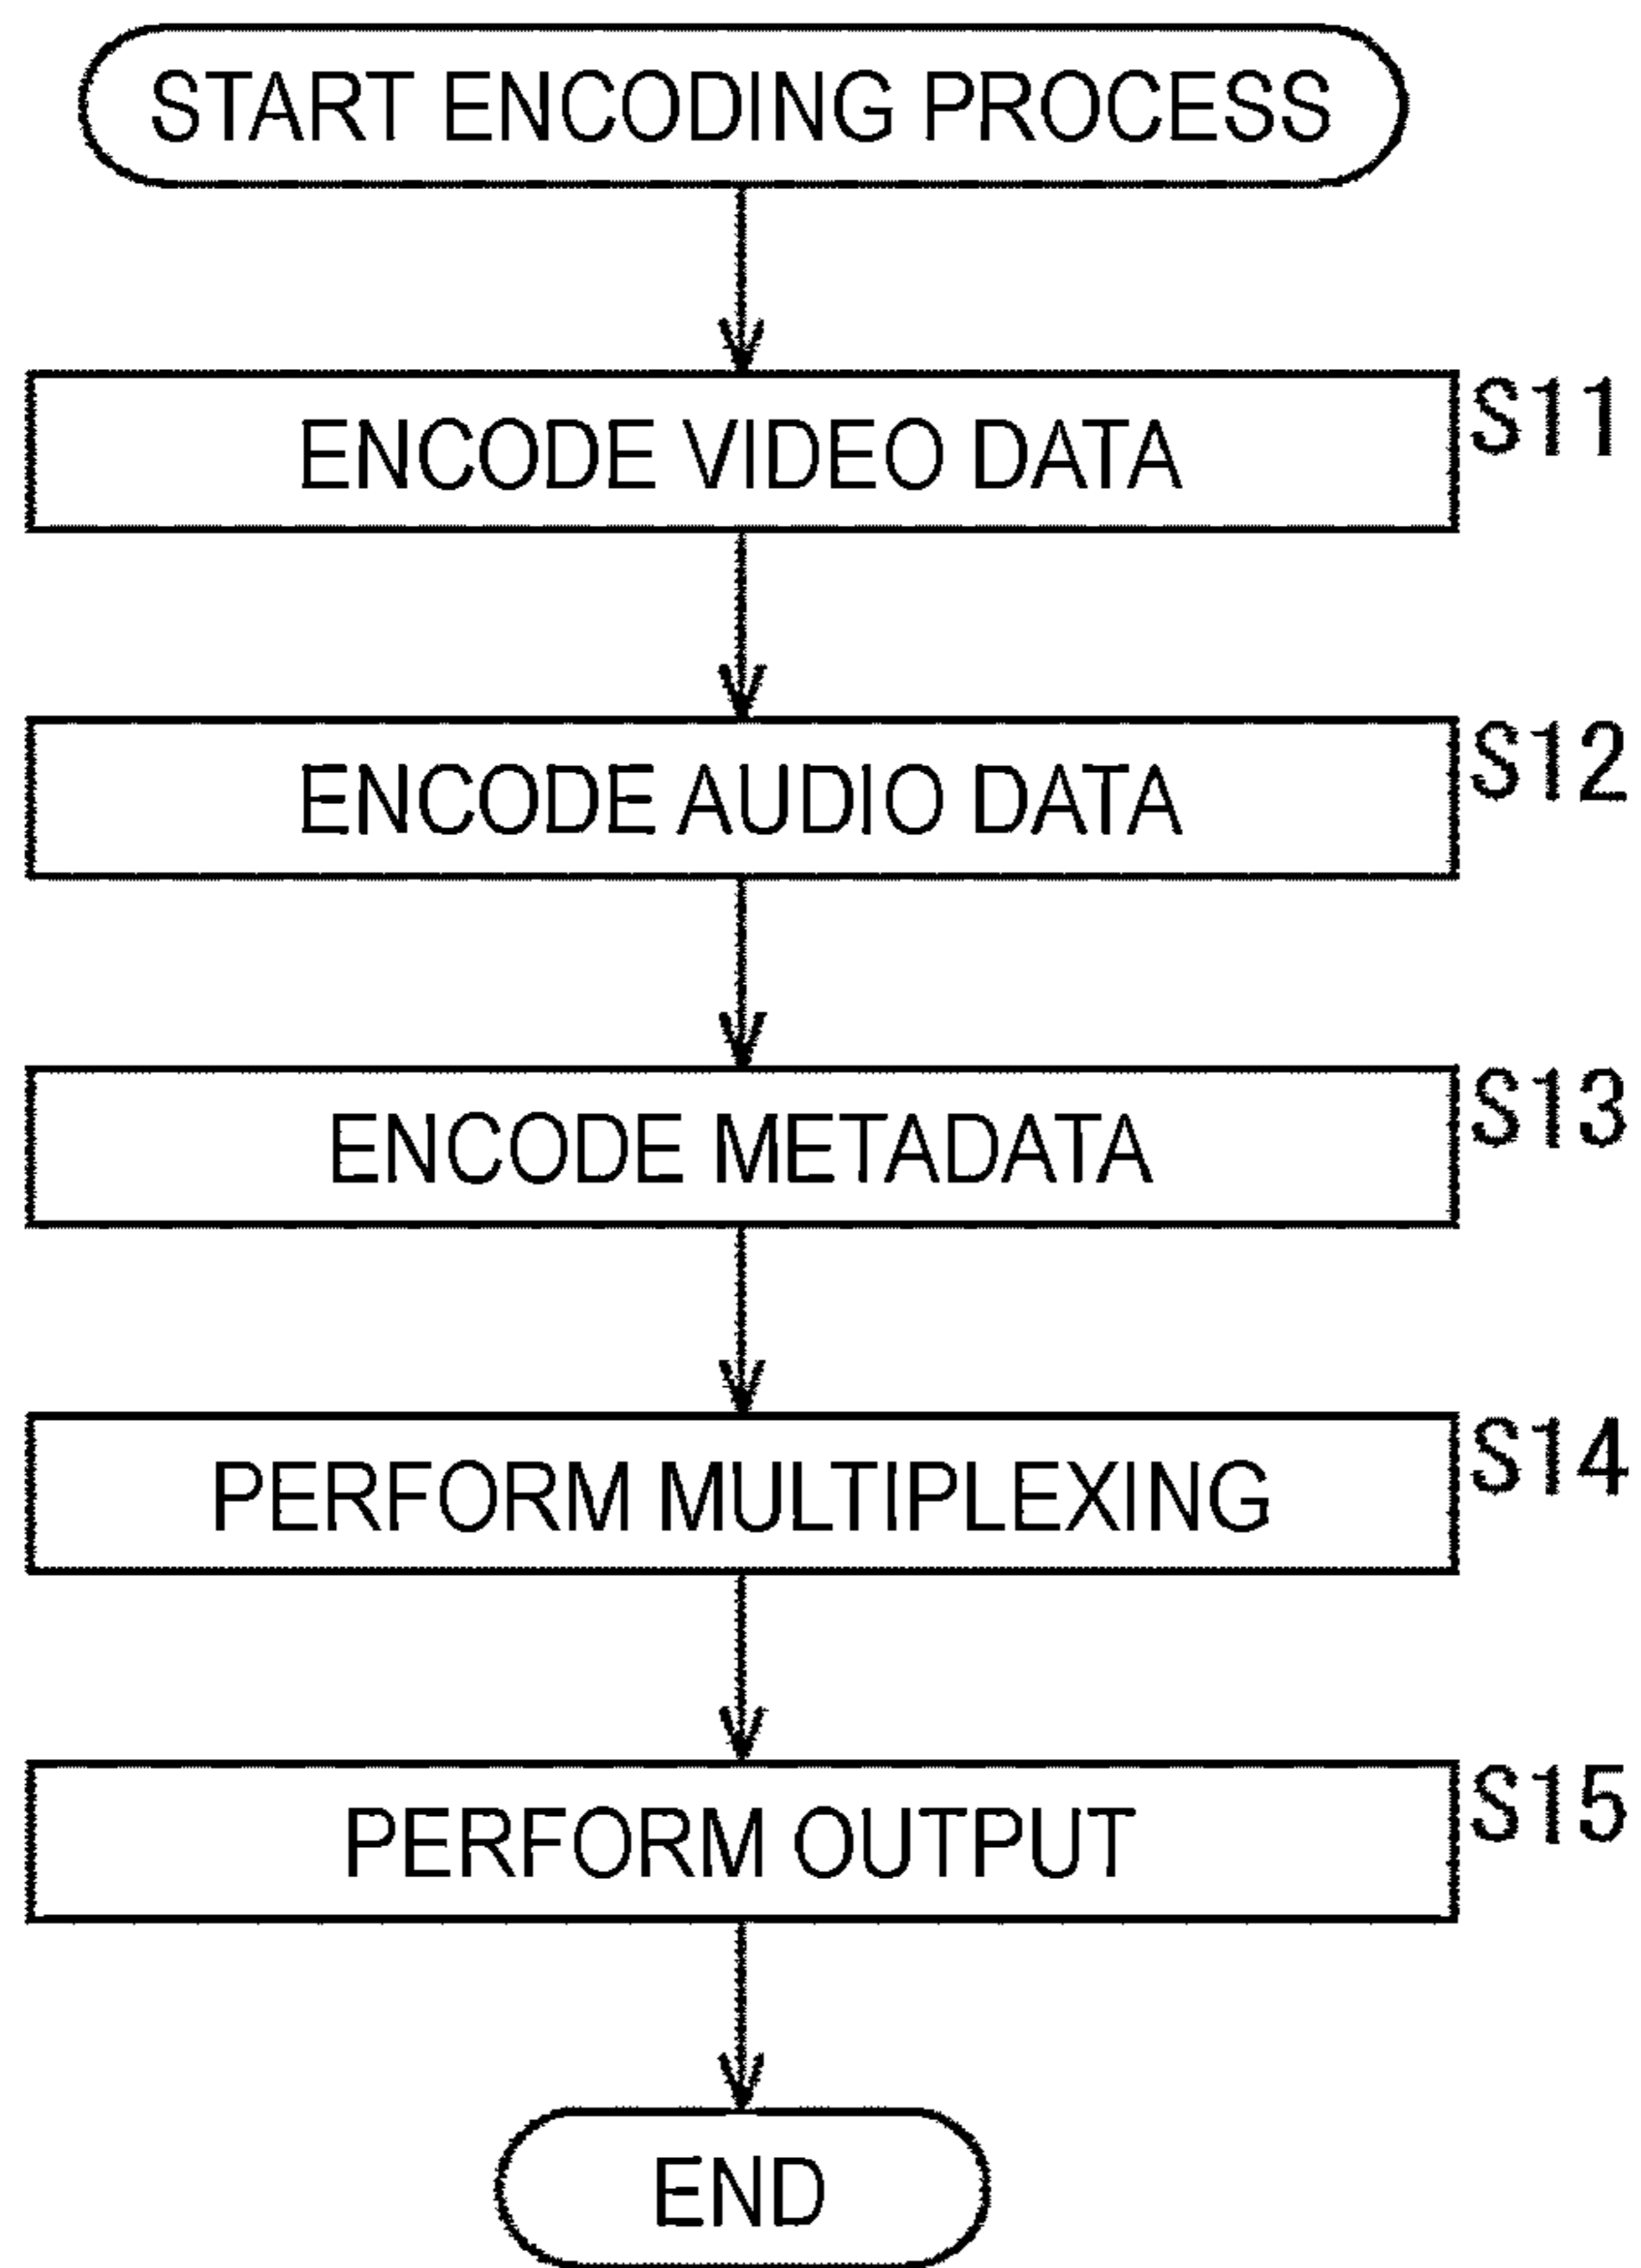 START ENCODING PROCESS
ENCODE VIDEO DATA
S11
ENCODE AUDIO DATA
S12
ENCODE METADATA
S13
PERFORM MULTIPLEXING
S14
PERFORM OUTPUT
S15
END